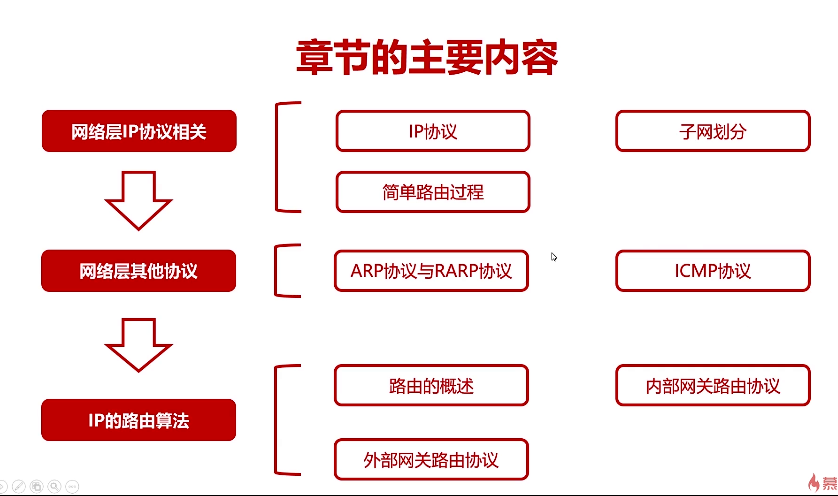 章节的主要内容
网络层IP协议相关
IP协议
子网划分
简单路由过程
网络层其他协议
ARP协议与RARP协议
ICMP协议
IP的路由算法
路由的概述
内部网关路由协议
外部网关路由协议
慕